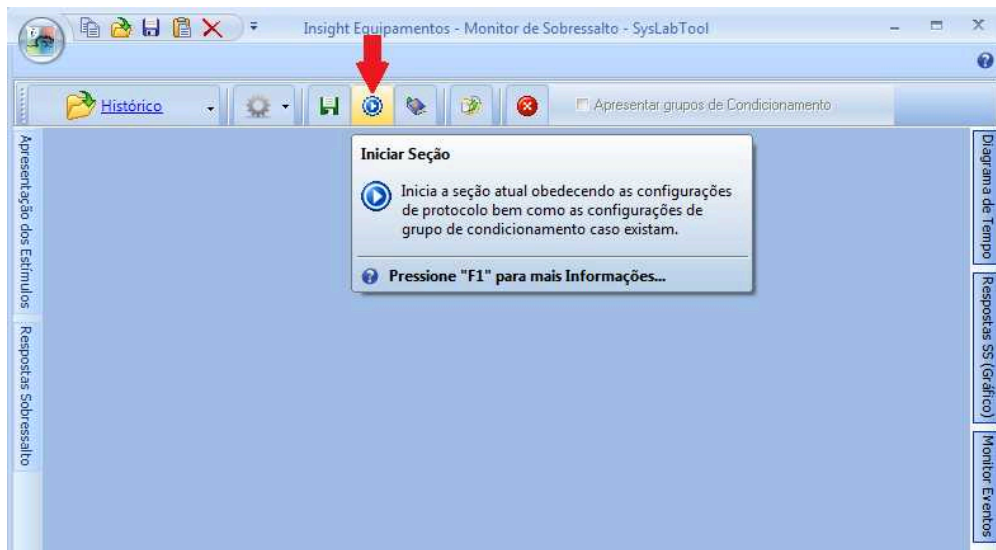 Insight Equipamentos - Monitor de Sobressalto - SysLabTool
Histórico
Apresentar grupos de Condicionamento
Iniciar Seção
Inicia a seção atual obedecendo as configurações
de protocolo bem como as configurações de
grupo de condicionamento caso existam.
Pressione "F1" para mais Informações...
Apresentação dos Estímulos
Respostas Sobressalto
Diagrama de Tempo
Respostas SS (Gráfico)
Monitor Eventos